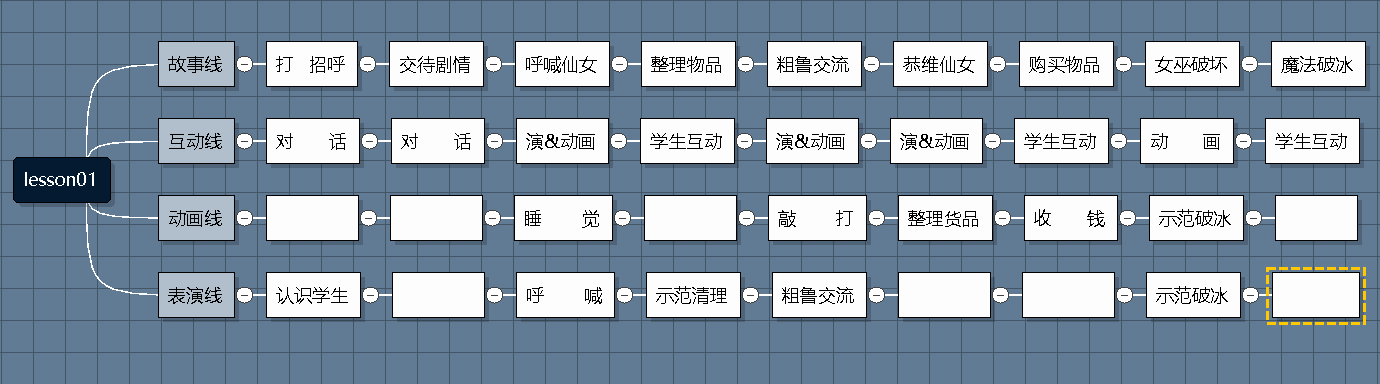 故事线 打 招呼 交待剧情 呼喊仙女 整理物品 粗鲁交流 恭维仙女 购买物品 女巫破坏 魔法破冰
互动线 对 话 对 话 演&动画 学生互动 演&动画 演&动画 学生互动 动 画 学生互动
lesson01
动画线 睡 觉 敲 打 整理货品 收 钱 示范破冰
表演线 认识学生 呼 喊 示范清理 粗鲁交流 示范破冰